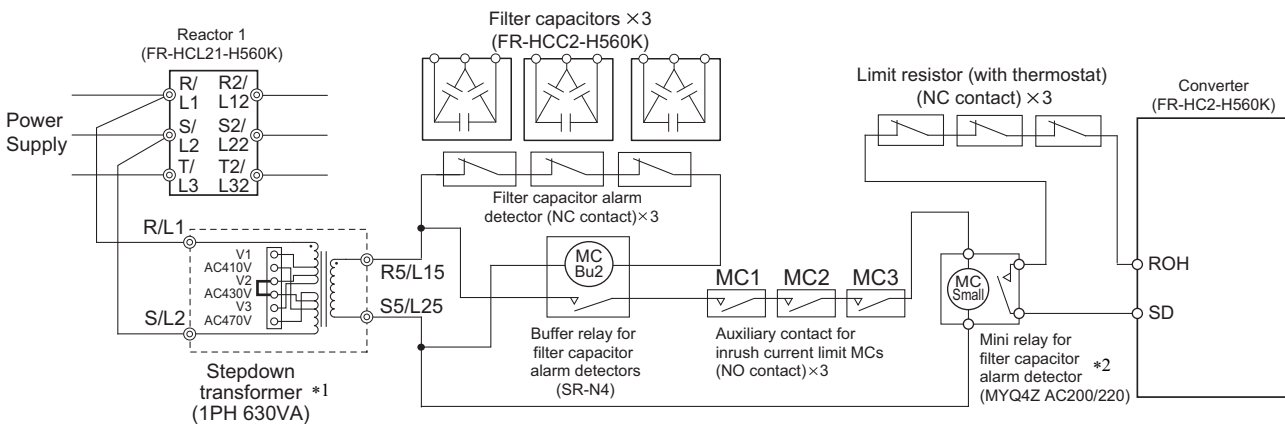 Reactor 1
(FR-HCL21-H560K)
R/
L1
R2/
L12
S/
L2
S2/
L22
T/
L3
T2/
L32
Power
Supply
Filter capacitors ×3
(FR-HCC2-H560K)
Filter capacitor alarm
detector (NC contact)×3
Limit resistor (with thermostat)
(NC contact) ×3
Converter
(FR-HC2-H560K)
R/L1
S/L2
V1
AC410V
V2
AC430V
V3
AC470V
R5/L15
S5/L25
Stepdown
transformer *1
(1PH 630VA)
MC
Bu2
Buffer relay for
filter capacitor
alarm detectors
(SR-N4)
MC1 MC2 MC3
Auxiliary contact for
inrush current limit MCs
(NO contact)×3
MC
Small
Mini relay for
filter capacitor
alarm detector *2
(MYQ4Z AC200/220)
ROH
SD